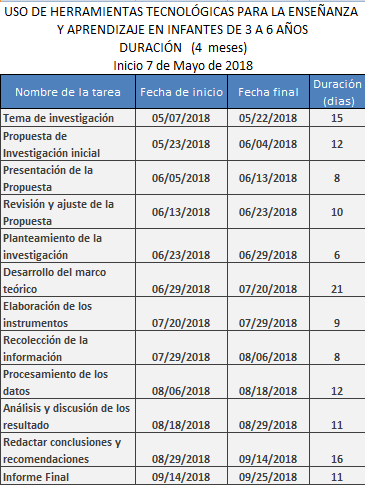 USO DE HERRAMIENTAS TECNOLÓGICAS PARA LA ENSEÑANZA
Y APRENDIZAJE EN INFANTES DE 3 A 6 AÑOS
DURACIÓN (4 meses)
Inicio 7 de Mayo de 2018
Nombre de la tarea Fecha de inicio Fecha final Duración (dias)
Tema de investigación 05/07/2018 05/22/2018 15
Propuesta de
Investigación inicial 05/23/2018 06/04/2018 12
Presentación de la
Propuesta 06/05/2018 06/13/2018 8
Revisión y ajuste de la
Propuesta 06/13/2018 06/23/2018 10
Planteamiento de la
investigación 06/23/2018 06/29/2018 6
Desarrollo del marco
teórico 06/29/2018 07/20/2018 21
Elaboración de los
instrumentos 07/20/2018 07/29/2018 9
Recolección de la
información 07/29/2018 08/06/2018 8
Procesamiento de los
datos 08/06/2018 08/18/2018 12
Análisis y discusión de los
resultado 08/18/2018 08/29/2018 11
Redactar conclusiones y
recomendaciones 08/29/2018 09/14/2018 16
Informe Final 09/14/2018 09/25/2018 11